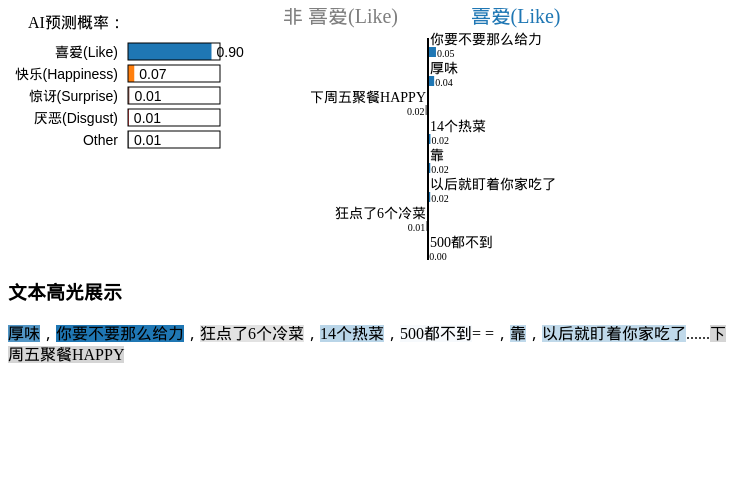 AI预测概率：
喜爱(Like) 0.90
快乐(Happiness) 0.07
惊讶(Surprise) 0.01
厌恶(Disgust) 0.01
Other 0.01
非 喜爱(Like) 喜爱(Like)
你要不要那么给力
0.05
厚味
0.04
下周五聚餐HAPPY
0.02
14个热菜
0.02
靠
0.02
以后就盯着你家吃了
0.02
狂点了6个冷菜
0.01
500都不到
0.00
文本高光展示
厚味，你要不要那么给力，狂点了6个冷菜，14个热菜，500都不到= =，靠，以后就盯着你家吃了......下
周五聚餐HAPPY